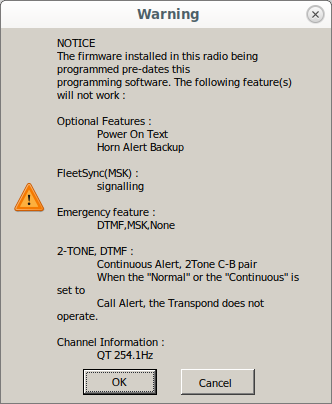 Warning
NOTICE
The firmware installed in this radio being
programmed pre-dates this
programming software. The following feature(s)
will not work :
Optional Features :
Power On Text
Horn Alert Backup
FleetSync(MSK) :
signalling
Emergency feature :
DTMF,MSK,None
2-TONE, DTMF :
Continuous Alert, 2Tone C-B pair
When the "Normal" or the "Continuous" is
set to
Call Alert, the Transpond does not
operate.
Channel Information :
QT 254.1Hz
OK
Cancel